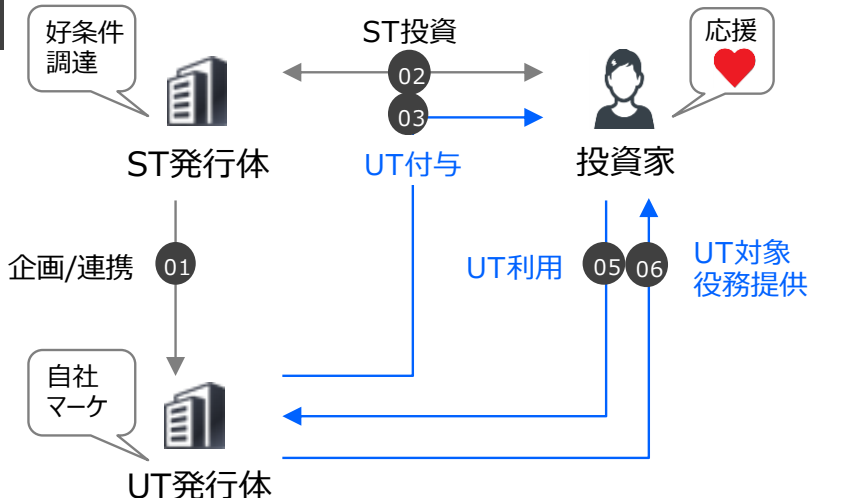 好条件
調達
ST投資
応援
02
03
ST発行体
UT付与
投資家
企画/連携
01
UT利用
05
06
UT対象
役務提供
自社
マーケ
UT発行体